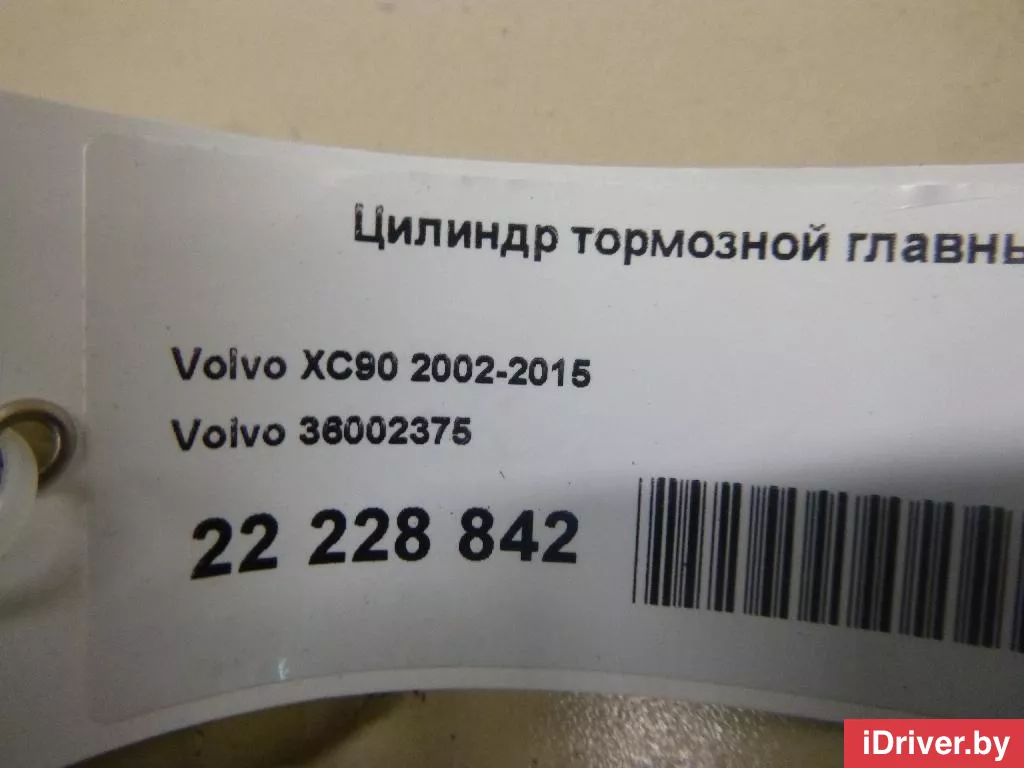 Цилиндр тормозной главны
Volvo XC90 2002-2015
Volvo 36002375
22 228 842
iDriver.by